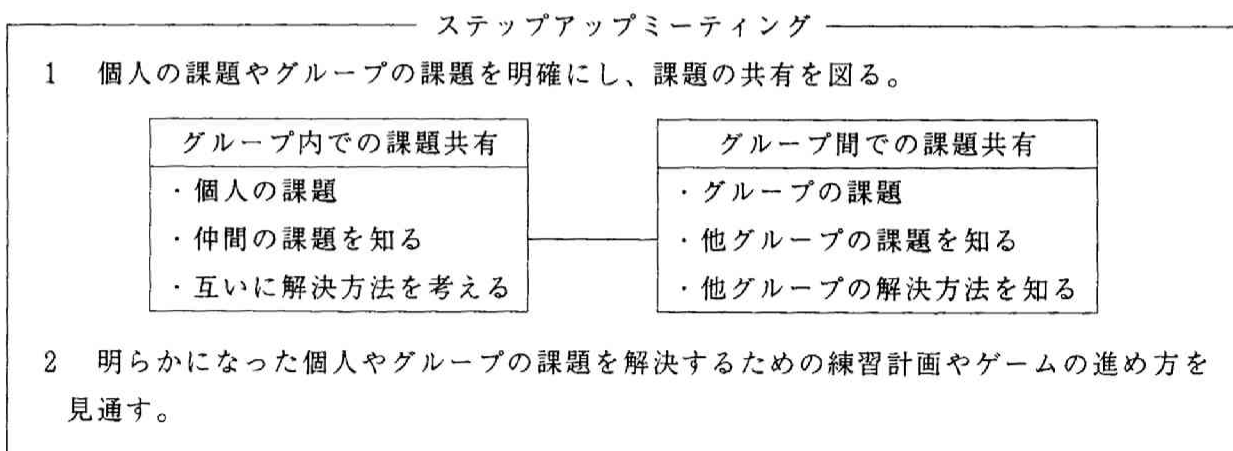 ステップアップミーティング
1 個人の課題やグループの課題を明確にし、課題の共有を図る。
グループ内での課題共有
・個人の課題
・仲間の課題を知る
・互いに解決方法を考える
グループ間での課題共有
・グループの課題
・他グループの課題を知る
・他グループの解決方法を知る
2 明らかになった個人やグループの課題を解決するための練習計画やゲームの進め方を
見通す。